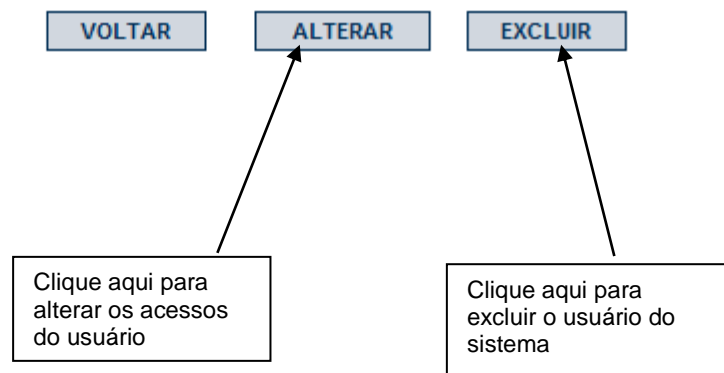 VOLTAR ALTERAR EXCLUIR
Clique aqui para
alterar os acessos
do usuário
Clique aqui para
excluir o usuário do
sistema